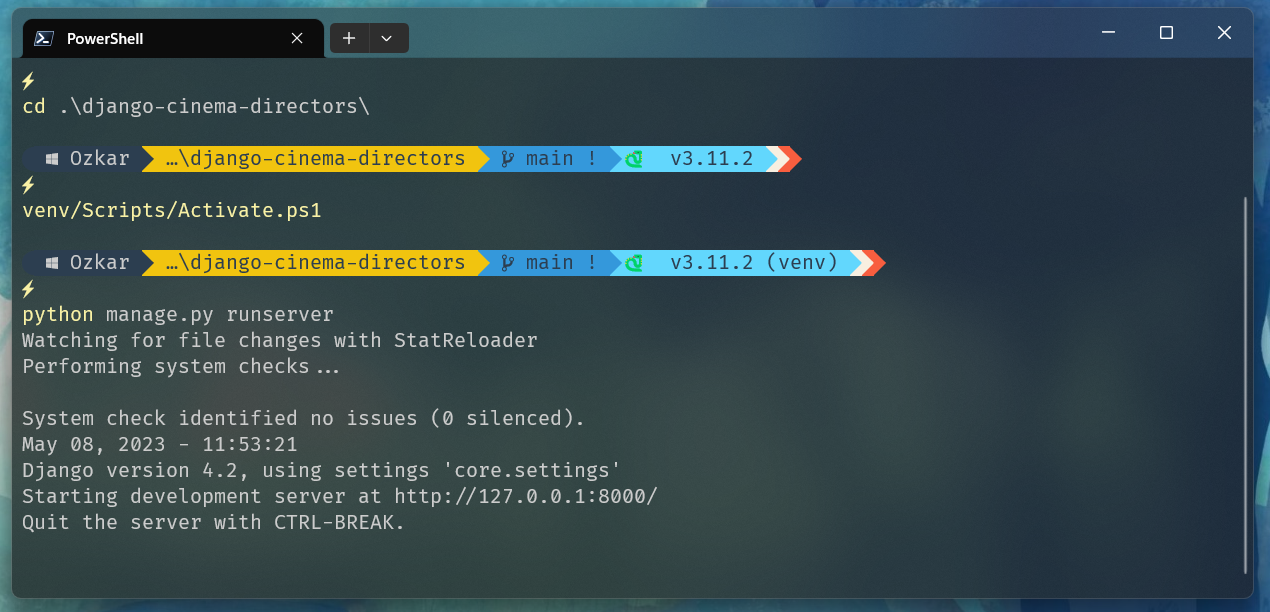 PowerShell
cd .\django-cinema-directors\
Ozkar …\django-cinema-directors main ! v3.11.2
venv/Scripts/Activate.ps1
Ozkar …\django-cinema-directors main ! v3.11.2 (venv)
python manage.py runserver
Watching for file changes with StatReloader
Performing system checks...
System check identified no issues (0 silenced).
May 08, 2023 - 11:53:21
Django version 4.2, using settings 'core.settings'
Starting development server at http://127.0.0.1:8000/
Quit the server with CTRL-BREAK.